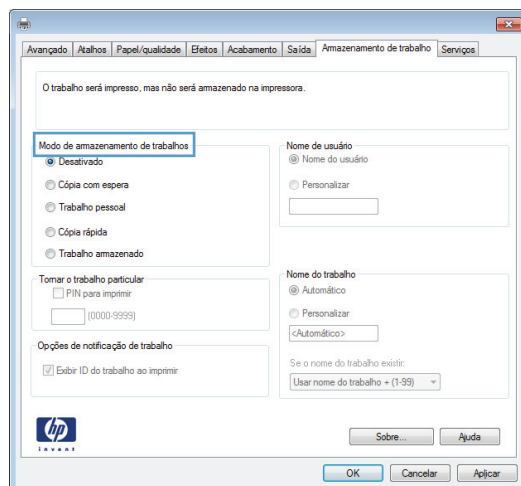 Avançado Atalhos Papel/qualidade Efeitos Acabamento Saída Armazenamento de trabalho Serviços
O trabalho será impresso, mas não será armazenado na impressora.
Modo de armazenamento de trabalhos
Desativado
Cópia com espera
Trabalho pessoal
Cópia rápida
Trabalho armazenado
Nome de usuário
Nome do usuário
Personalizar
Tornar o trabalho particular
PIN para imprimir
(0000-9999)
Opções de notificação de trabalho
Exibir ID do trabalho ao imprimir
Nome do trabalho
Automático
Personalizar
<Automático>
Se o nome do trabalho existir:
Usar nome do trabalho + (1-99)
hp
invent
Sobre... Ajuda
OK Cancelar Aplicar